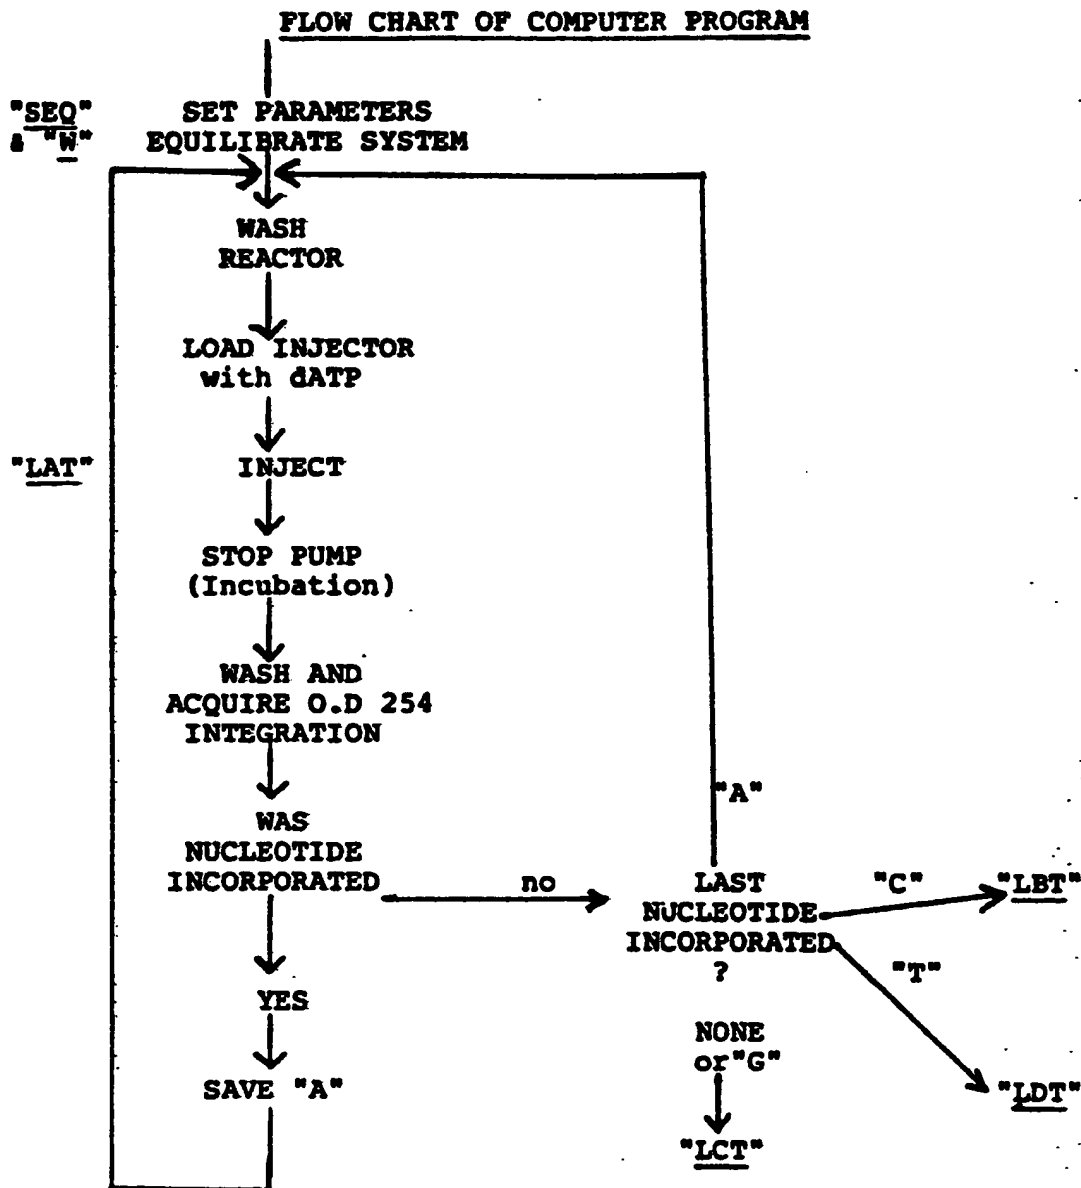 FLOW CHART OF COMPUTER PROGRAM
"SEQ"
& "W"
SET PARAMETERS
EQUILIBRATE SYSTEM
WASH
REACTOR
LOAD INJECTOR
with dATP
"LAT"
INJECT
STOP PUMP
(Incubation)
WASH AND
ACQUIRE O.D 254
INTEGRATION
"A"
WAS
NUCLEOTIDE
INCORPORATED
no
LAST
NUCLEOTIDE
INCORPORATED
?
"C"
"LBT"
"T"
"LDT"
YES
SAVE "A"
NONE
or"G"
"LCT"